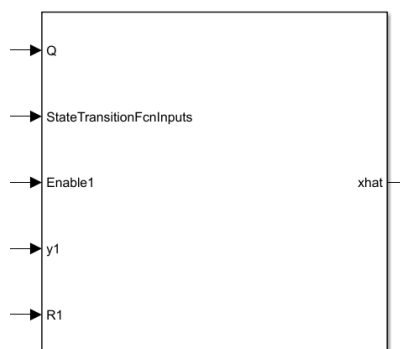 Q
StateTransitionFcnInputs
Enable1
xhat
y1
R1